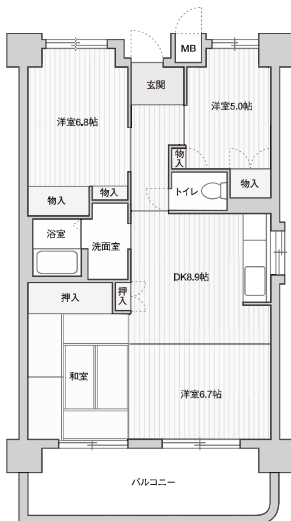 MB
玄関
洋室6.8帖
洋室5.0帖
物入
トイレ
物入
物入
物入
浴室
洗面室
DK8.9帖
押入
押入
和室
洋室6.7帖
バルコニー